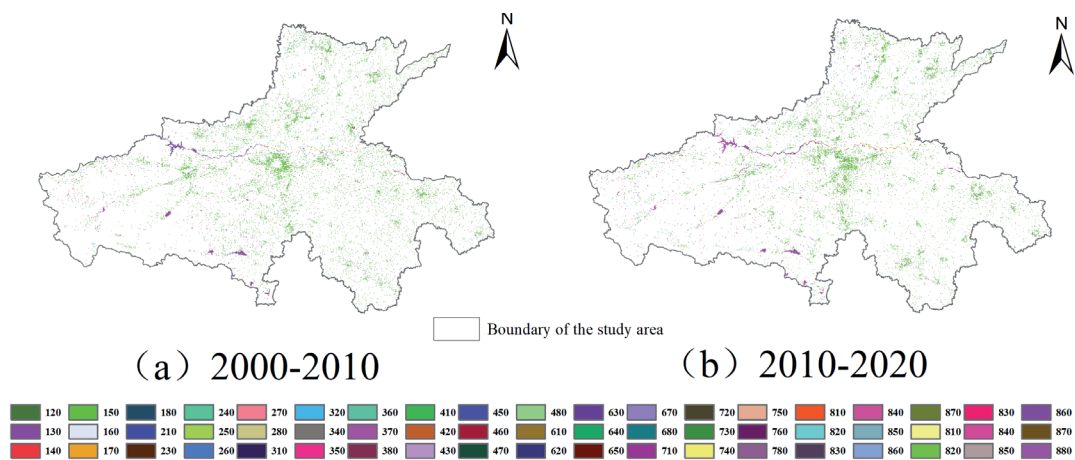 N
N
Boundary of the study area
（a）2000-2010
（b）2010-2020
120 150 180 240 270 320 360 410 450 480 630 670 720 750 810 840 870 830 860
130 160 210 250 280 340 370 420 460 610 640 680 730 760 820 850 810 840 870
140 170 230 260 310 350 380 430 470 620 650 710 740 780 830 860 820 850 880